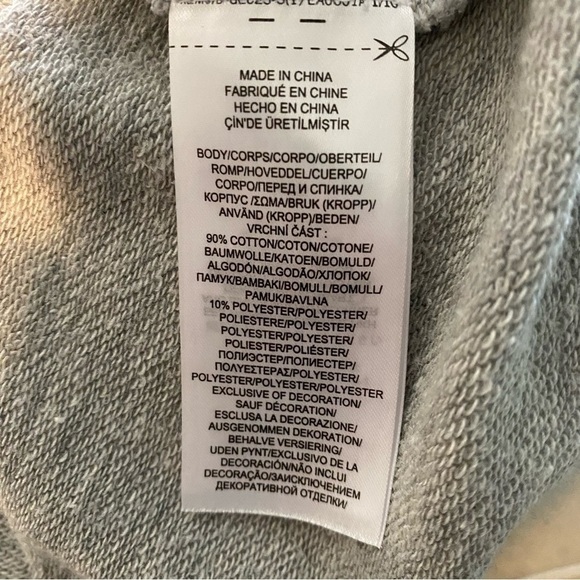 MADE IN CHINA
FABRIQUÉ EN CHINE
HECHO EN CHINA
ÇİN'DE ÜRETİLMİŞTİR
BODY/CORPS/CORPO/OBERTEIL/
ROMP/HOVEDDEL/CUERPO/
CORPO/ПЕРЕД И СПИНКА/
КОРПУС /ΣΩΜΑ/BRUK (KROPP)/
ANVÄND (KROPP)/BEDEN/
VRCHNÍ ČÁST :
90% COTTON/COTON/COTONE/
BAUMWOLLE/KATOEN/BOMULD/
ALGODÓN/ALGODÃO/ХЛОПОК/
ПАМУК/BAMBAKI/BOMULL/BOMULL/
PAMUK/BAVLNA
10% POLYESTER/POLYESTER/
POLIESTERE/POLYESTER/
POLYESTER/POLYESTER/
POLIESTER/POLIÉSTER/
ПОЛИЭСТЕР/ПОЛИЕСТЕР/
ΠΟΛΥΕΣΤΕΡΑΣ/POLYESTER/
POLYESTER/POLYESTER/POLYESTER
EXCLUSIVE OF DECORATION/
SAUF DÉCORATION/
ESCLUSA LA DECORAZIONE/
AUSGENOMMEN DEKORATION/
BEHALVE VERSIERING/
UDEN PYNT/EXCLUSIVO DE LA
DECORACIÓN/NÃO INCLUI
DECORAÇÃO/ЗАИСКЛЮЧЕНИЕМ
ДЕКОРАТИВНОЙ ОТДЕЛКИ/